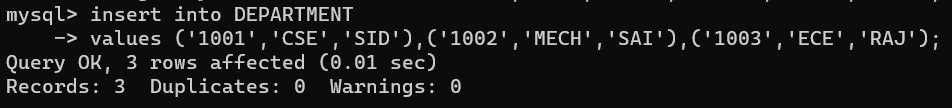 mysql> insert into DEPARTMENT
    -> values ('1001','CSE','SID'),('1002','MECH','SAI'),('1003','ECE','RAJ');
Query OK, 3 rows affected (0.01 sec)
Records: 3  Duplicates: 0  Warnings: 0